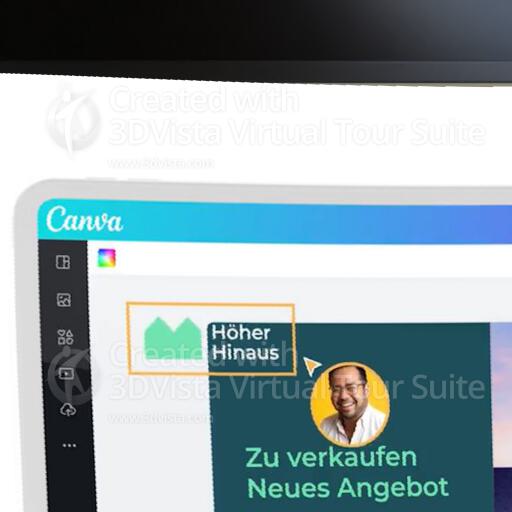 Created with
3DVista Virtual Tour Suite
www.3dvista.com
Canva
Höher
Hinaus
Created with
3DVista Virtual Tour Suite
www.3dvista.com
Zu verkaufen
Neues Angebot